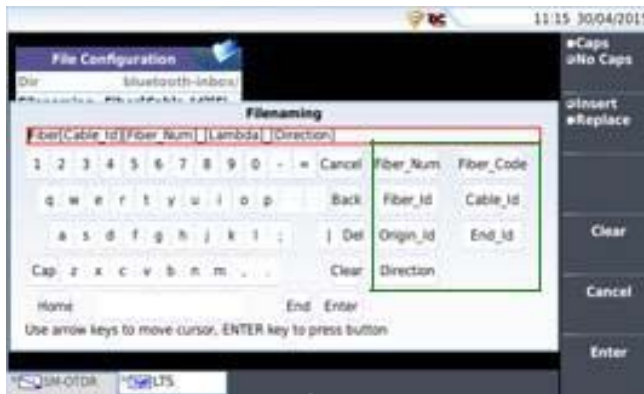 11:15 30/04/201
File Configuration
Dir bluetooth-inbox/
Filenaming
Fiber[Cable_Id][Fiber_Num]_[Lambda]_[Direction]
1 2 3 4 5 6 7 8 9 0 - = Cancel Fiber_Num Fiber_Code
q w e r t y u i o p Back Fiber_Id Cable_Id
a s d f g h j k l ; | Del Origin_Id End_Id
Cap z x c v b n m , . Clear Direction
Home End Enter
Use arrow keys to move cursor, ENTER key to press button
Caps
No Caps
Insert
Replace
Clear
Cancel
Enter
SM-OTDR LTS